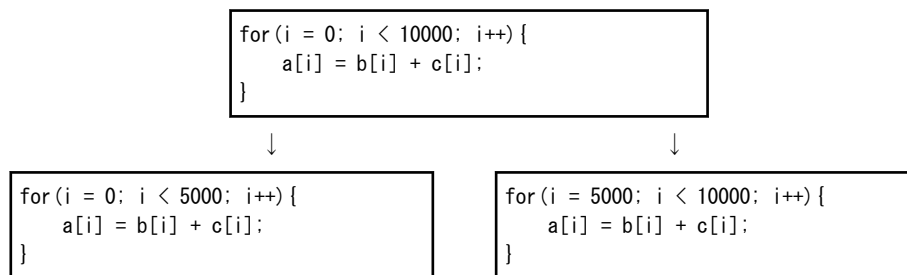 for(i = 0; i < 10000; i++){
a[i] = b[i] + c[i];
}
↓ ↓
for(i = 0; i < 5000; i++){
a[i] = b[i] + c[i];
}
for(i = 5000; i < 10000; i++){
a[i] = b[i] + c[i];
}